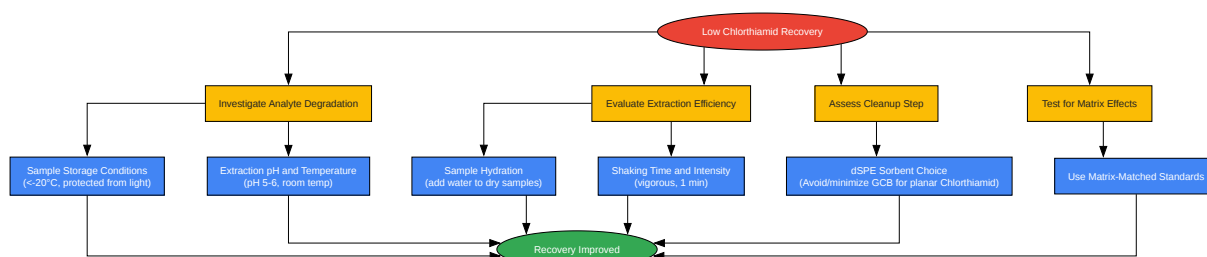 Low Chlorthiamid Recovery
Investigate Analyte Degradation
Evaluate Extraction Efficiency
Assess Cleanup Step
Test for Matrix Effects
Sample Storage Conditions
(<-20°C, protected from light)
Extraction pH and Temperature
(pH 5-6, room temp)
Sample Hydration
(add water to dry samples)
Shaking Time and Intensity
(vigorous, 1 min)
dSPE Sorbent Choice
(Avoid/minimize GCB for planar Chlorthiamid)
Use Matrix-Matched Standards
Recovery Improved